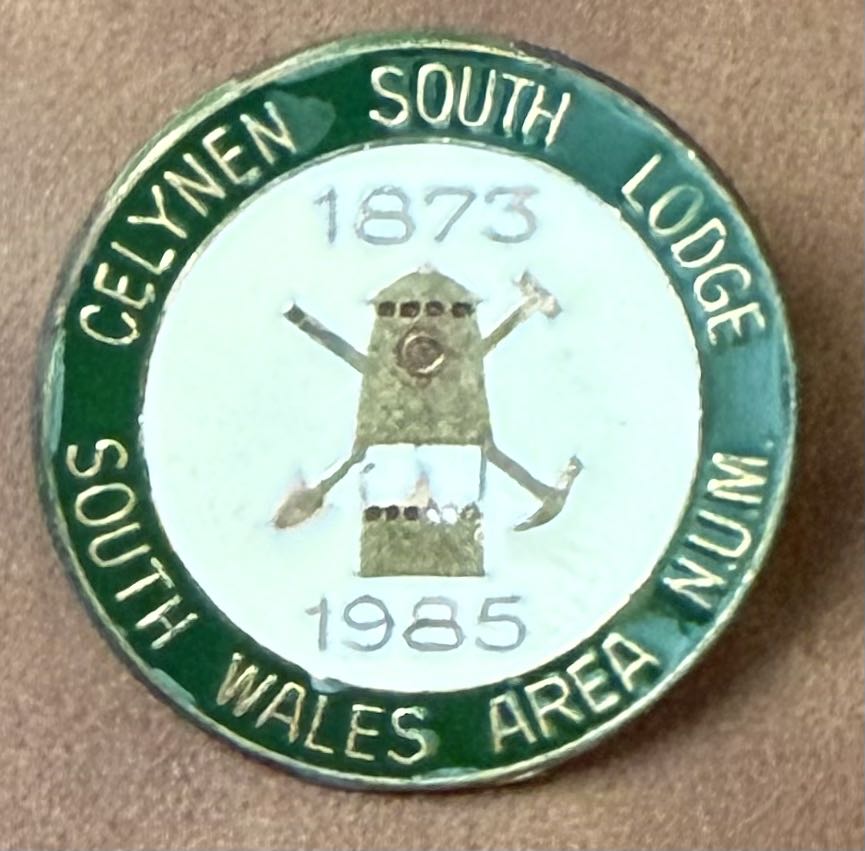 CELYNEN SOUTH LODGE
1873
1985
SOUTH WALES AREA N.U.M.